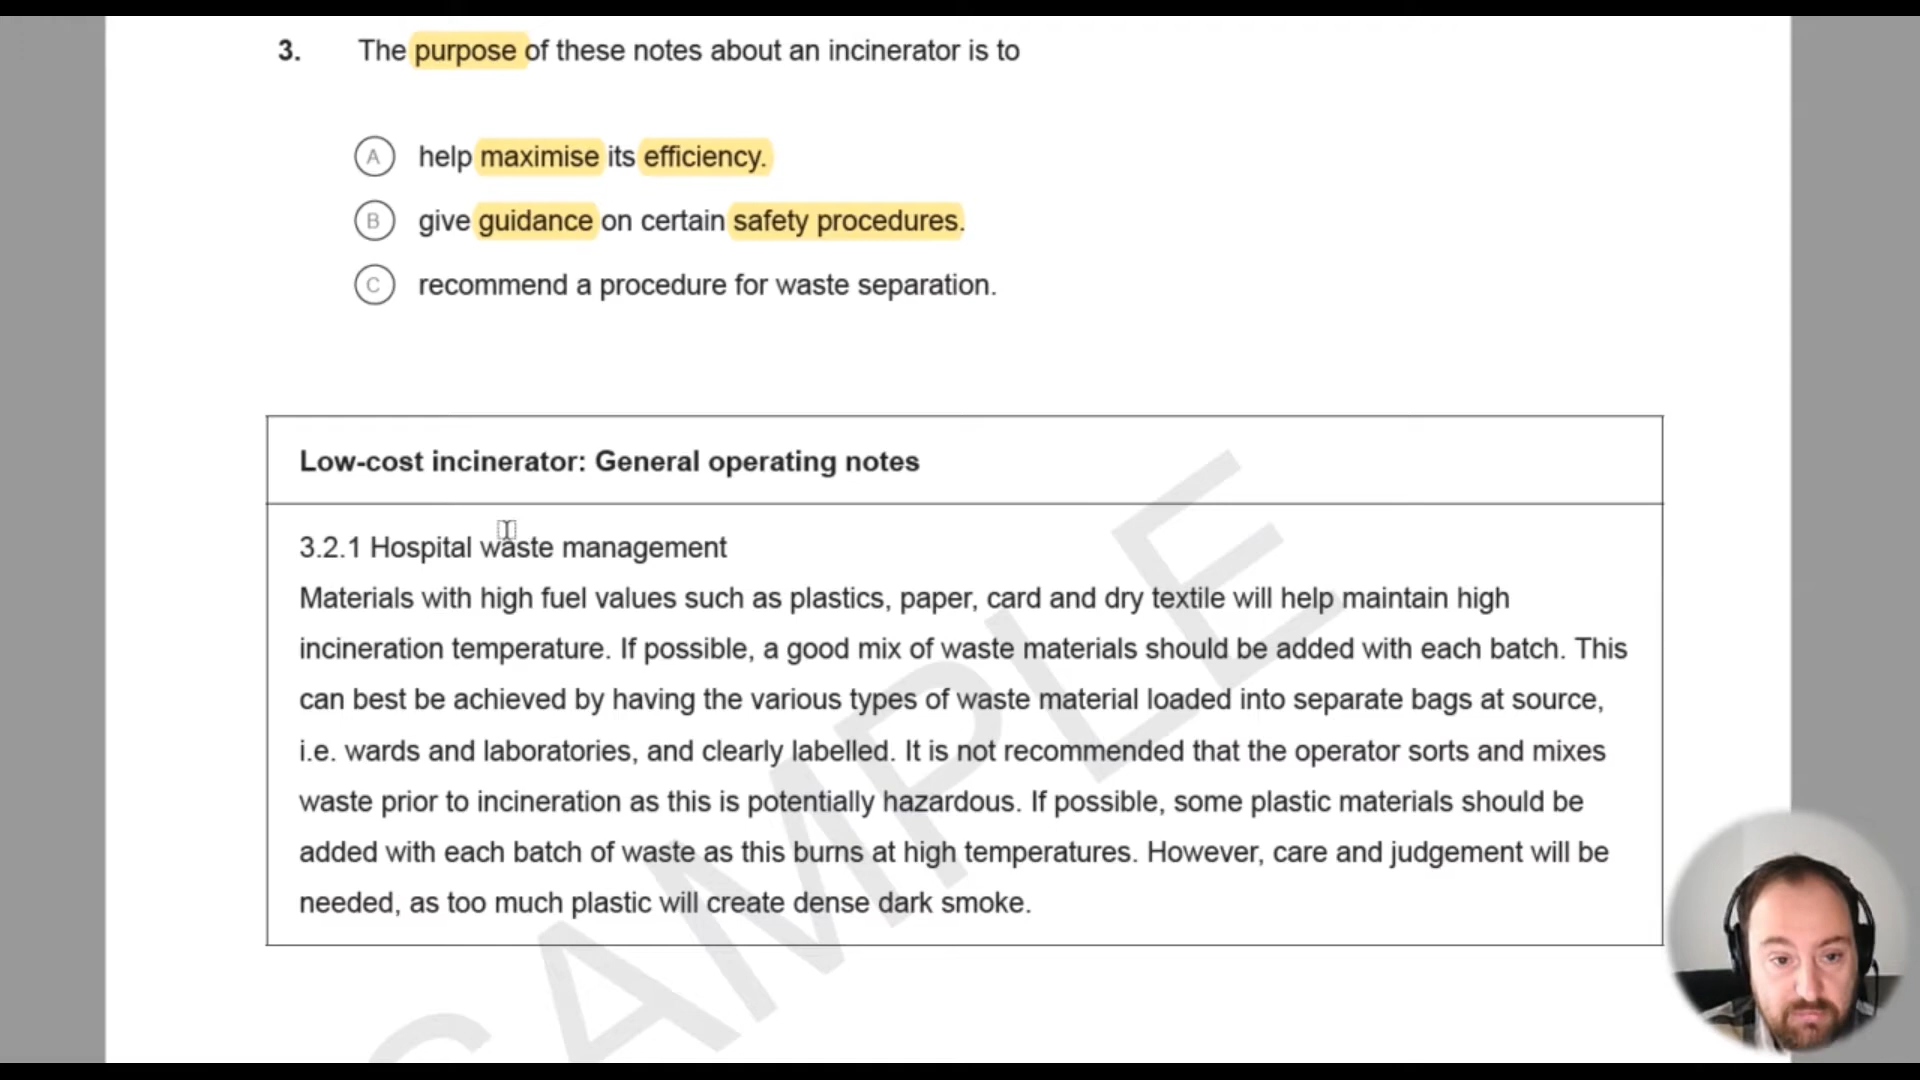 3. The purpose of these notes about an incinerator is to
A help maximise its efficiency.
B give guidance on certain safety procedures.
C recommend a procedure for waste separation.
Low-cost incinerator: General operating notes
3.2.1 Hospital waste management
Materials with high fuel values such as plastics, paper, card and dry textile will help maintain high
incineration temperature. If possible, a good mix of waste materials should be added with each batch. This
can best be achieved by having the various types of waste material loaded into separate bags at source,
i.e. wards and laboratories, and clearly labelled. It is not recommended that the operator sorts and mixes
waste prior to incineration as this is potentially hazardous. If possible, some plastic materials should be
added with each batch of waste as this burns at high temperatures. However, care and judgement will be
needed, as too much plastic will create dense dark smoke.
SAMPLE